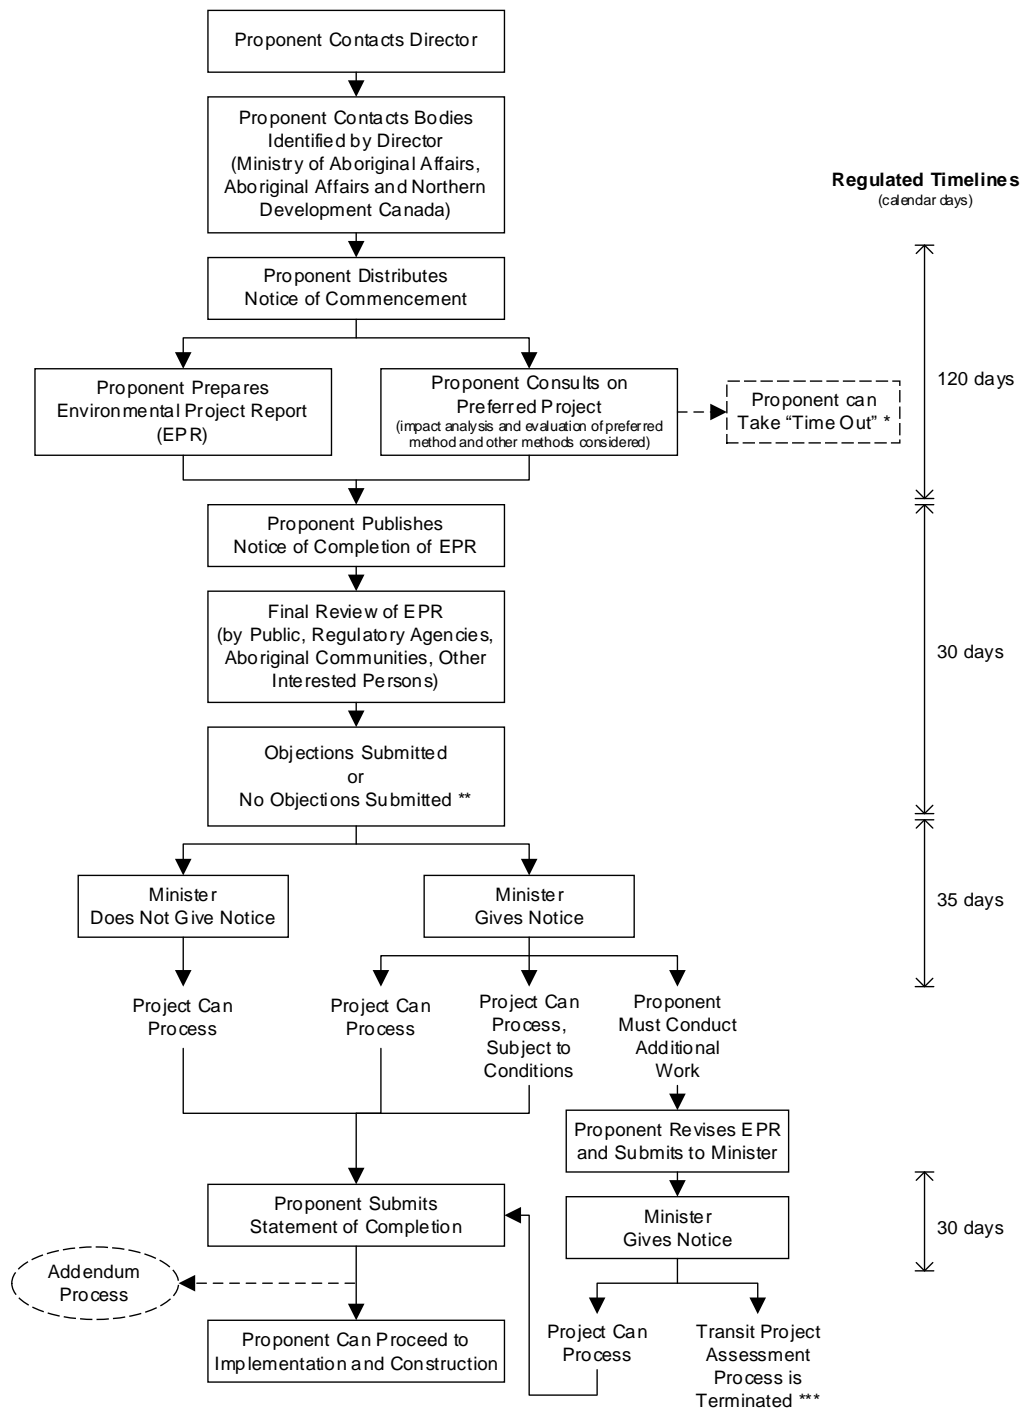 Proponent Contacts Director
Proponent Contacts Bodies
Identified by Director
(Ministry of Aboriginal Affairs,
Aboriginal Affairs and Northern
Development Canada)
Regulated Timelines
(calendar days)
Proponent Distributes
Notice of Commencement
Proponent Prepares
Environmental Project Report
(EPR)
Proponent Consults on
Preferred Project
(impact analysis and evaluation of preferred
method and other methods considered)
Proponent can
Take “Time Out” *
120 days
Proponent Publishes
Notice of Completion of EPR
Final Review of EPR
(by Public, Regulatory Agencies,
Aboriginal Communities, Other
Interested Persons)
30 days
Objections Submitted
or
No Objections Submitted **
Minister
Does Not Give Notice
Minister
Gives Notice
35 days
Project Can
Process
Project Can
Process
Project Can
Process,
Subject to
Conditions
Proponent
Must Conduct
Additional
Work
Proponent Revises EPR
and Submits to Minister
Proponent Submits
Statement of Completion
Minister
Gives Notice
30 days
Addendum
Process
Proponent Can Proceed to
Implementation and Construction
Project Can
Process
Transit Project
Assessment
Process is
Terminated ***